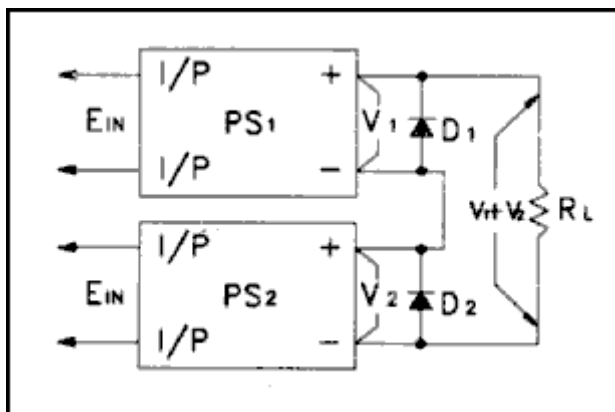 I/P +
EIN PS1 V1 D1
I/P −
V1+V2 RL
I/P +
EIN PS2 V2 D2
I/P −